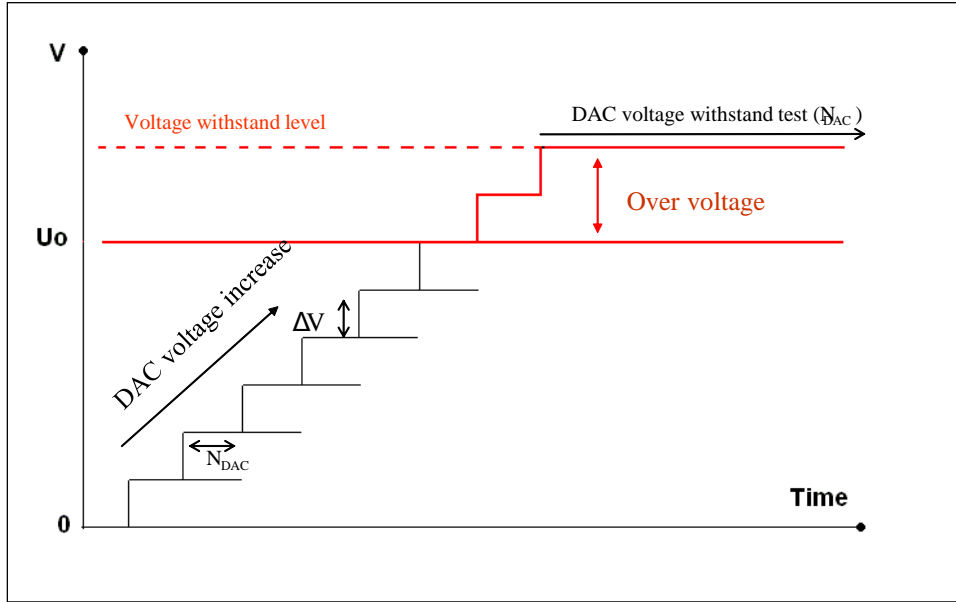 V
DAC voltage withstand test (NDAC)
Voltage withstand level
Over voltage
Uo
DAC voltage increase
ΔV
NDAC
Time
0